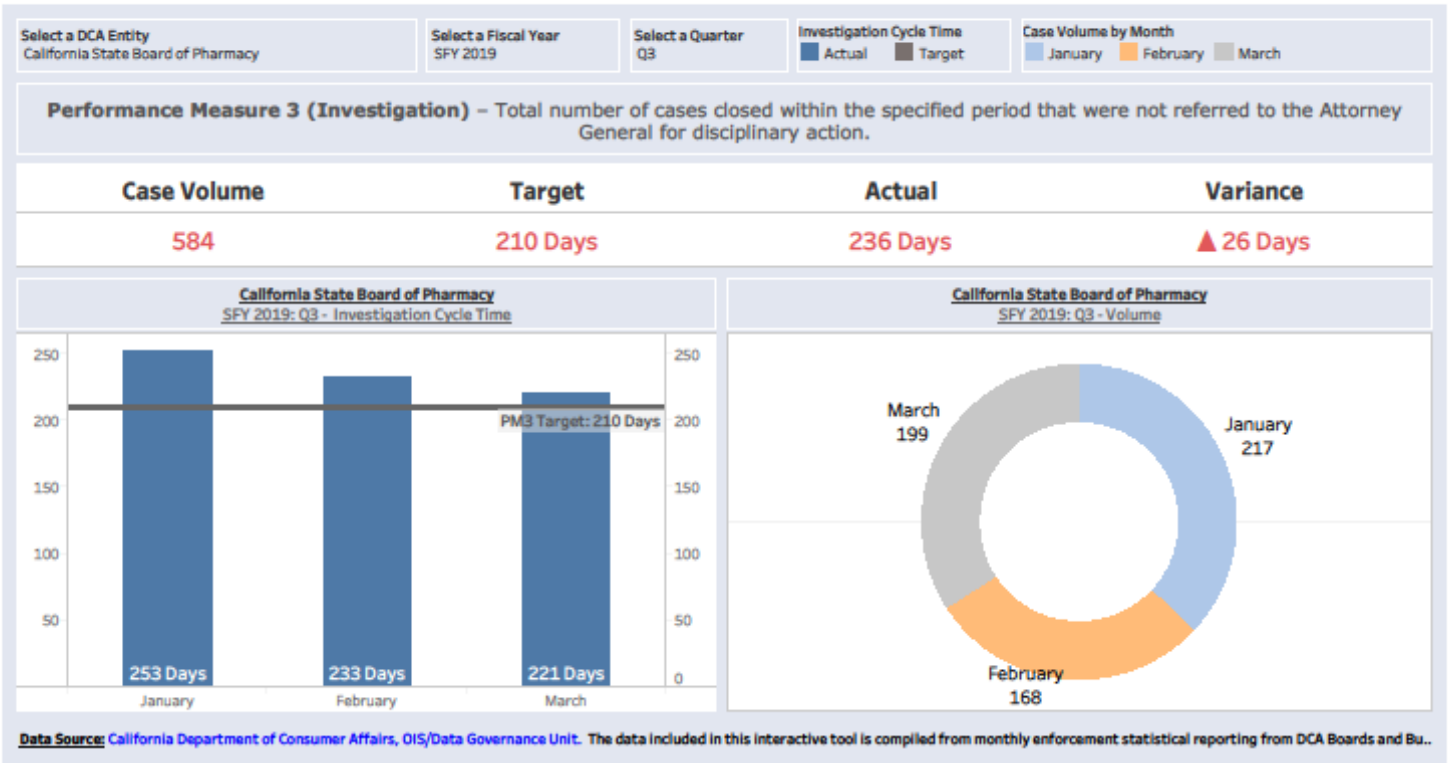 Select a DCA Entity
California State Board of Pharmacy
Select a Fiscal Year
SFY 2019
Select a Quarter
Q3
Investigation Cycle Time
Actual Target
Case Volume by Month
January February March
Performance Measure 3 (Investigation) – Total number of cases closed within the specified period that were not referred to the Attorney
General for disciplinary action.
Case Volume Target Actual Variance
584 210 Days 236 Days ▲ 26 Days
California State Board of Pharmacy
SFY 2019: Q3 - Investigation Cycle Time
250 250
200 200
150 150
100 100
50 50
0
PM3 Target: 210 Days
253 Days 233 Days 221 Days
January February March
California State Board of Pharmacy
SFY 2019: Q3 - Volume
March
199
January
217
February
168
Data Source: California Department of Consumer Affairs, OIS/Data Governance Unit. The data included in this interactive tool is compiled from monthly enforcement statistical reporting from DCA Boards and Bu..